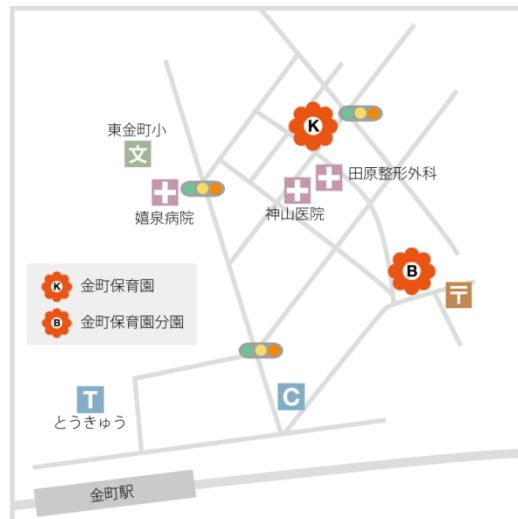 K
東金町小
文
嬉泉病院
田原整形外科
神山医院
B
〒
K 金町保育園
B 金町保育園分園
T
とうきゅう
C
金町駅